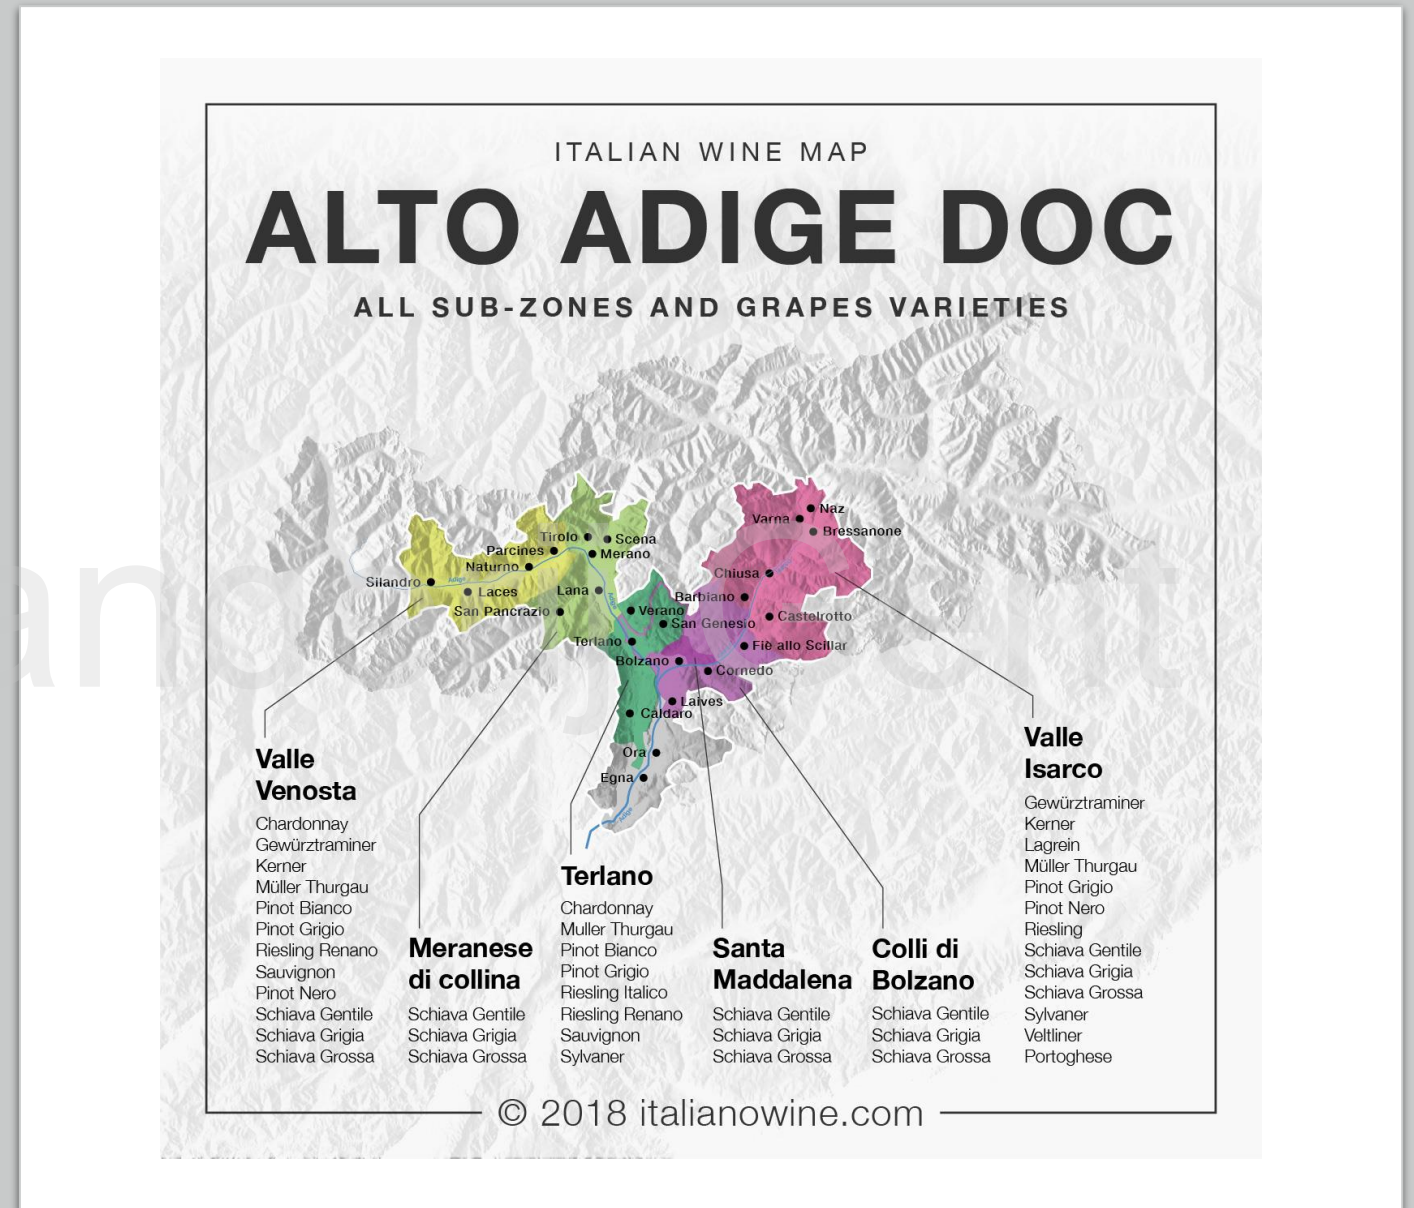 ITALIAN WINE MAP
ALTO ADIGE DOC
ALL SUB-ZONES AND GRAPES VARIETIES
Naz
Varna
Bressanone
Tirolo
Scena
Parcines
Merano
Naturno
Chiusa
Silandro
Adige
Laces
Lana
Adige
Barbiano
San Pancrazio
Verano
Castelrotto
San Genesio
Terlano
Fiè allo Scillar
Bolzano
Cornedo
Laives
Caldaro
Ora
Egna
Adige
Valle
Venosta
Chardonnay
Gewürztraminer
Kerner
Müller Thurgau
Pinot Bianco
Pinot Grigio
Riesling Renano
Sauvignon
Pinot Nero
Schiava Gentile
Schiava Grigia
Schiava Grossa
Meranese
di collina
Schiava Gentile
Schiava Grigia
Schiava Grossa
Terlano
Chardonnay
Muller Thurgau
Pinot Bianco
Pinot Grigio
Riesling Italico
Riesling Renano
Sauvignon
Sylvaner
Santa
Maddalena
Schiava Gentile
Schiava Grigia
Schiava Grossa
Colli di
Bolzano
Schiava Gentile
Schiava Grigia
Schiava Grossa
Valle
Isarco
Gewürztraminer
Kerner
Lagrein
Müller Thurgau
Pinot Grigio
Pinot Nero
Riesling
Schiava Gentile
Schiava Grigia
Schiava Grossa
Sylvaner
Veltliner
Portoghese
© 2018 italianowine.com